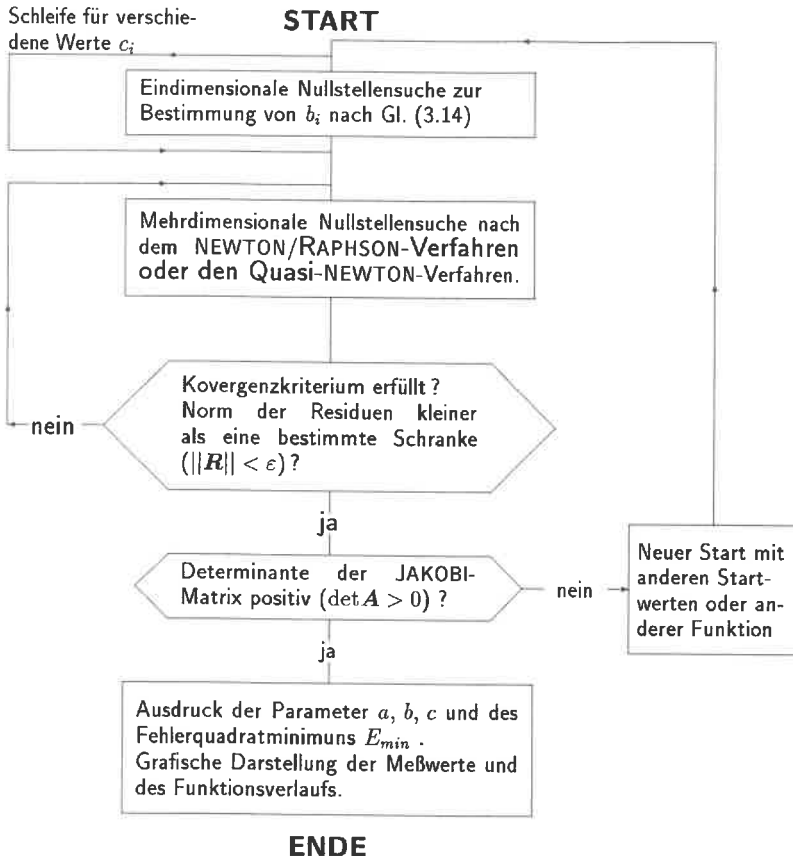 Schleife für verschie-
dene Werte c_i
START
Eindimensionale Nullstellensuche zur
Bestimmung von b_i nach Gl. (3.14)
Mehrdimensionale Nullstellensuche nach
dem NEWTON/RAPHSON-Verfahren
oder den Quasi-NEWTON-Verfahren.
Kovergenzkriterium erfüllt ?
Norm der Residuen kleiner
als eine bestimmte Schranke
(||R|| < ε) ?
nein
ja
Determinante der JAKOBI-
Matrix positiv (det A > 0) ?
nein
Neuer Start mit
anderen Start-
werten oder an-
derer Funktion
ja
Ausdruck der Parameter a, b, c und des
Fehlerquadratminimuns E_min .
Grafische Darstellung der Meßwerte und
des Funktionsverlaufs.
ENDE